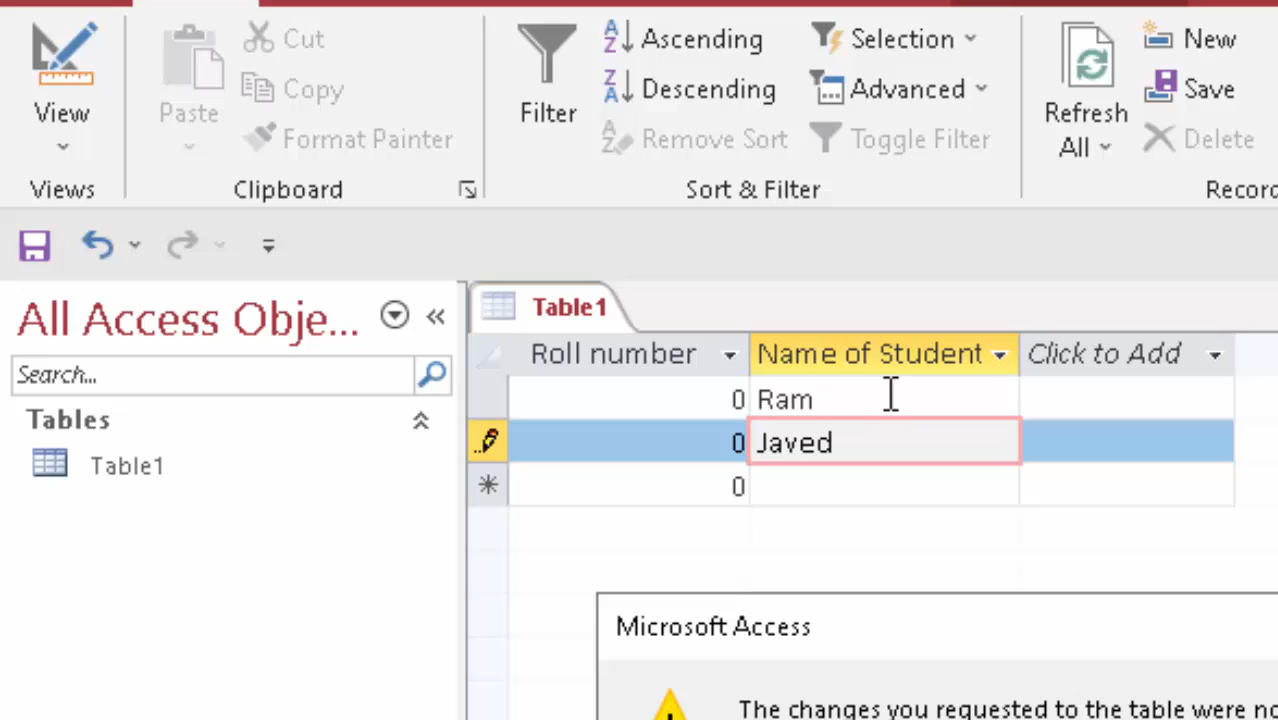 View
Views
Paste
Cut
Copy
Format Painter
Clipboard
Filter
Ascending
Descending
Remove Sort
Selection
Advanced
Toggle Filter
Sort & Filter
Refresh
All
New
Save
Delete
All Access Obje...
Search...
Tables
Table1
Table1
Roll number Name of Student Click to Add
0 Ram
0 Javed
0
Microsoft Access
The changes you requested to the table were